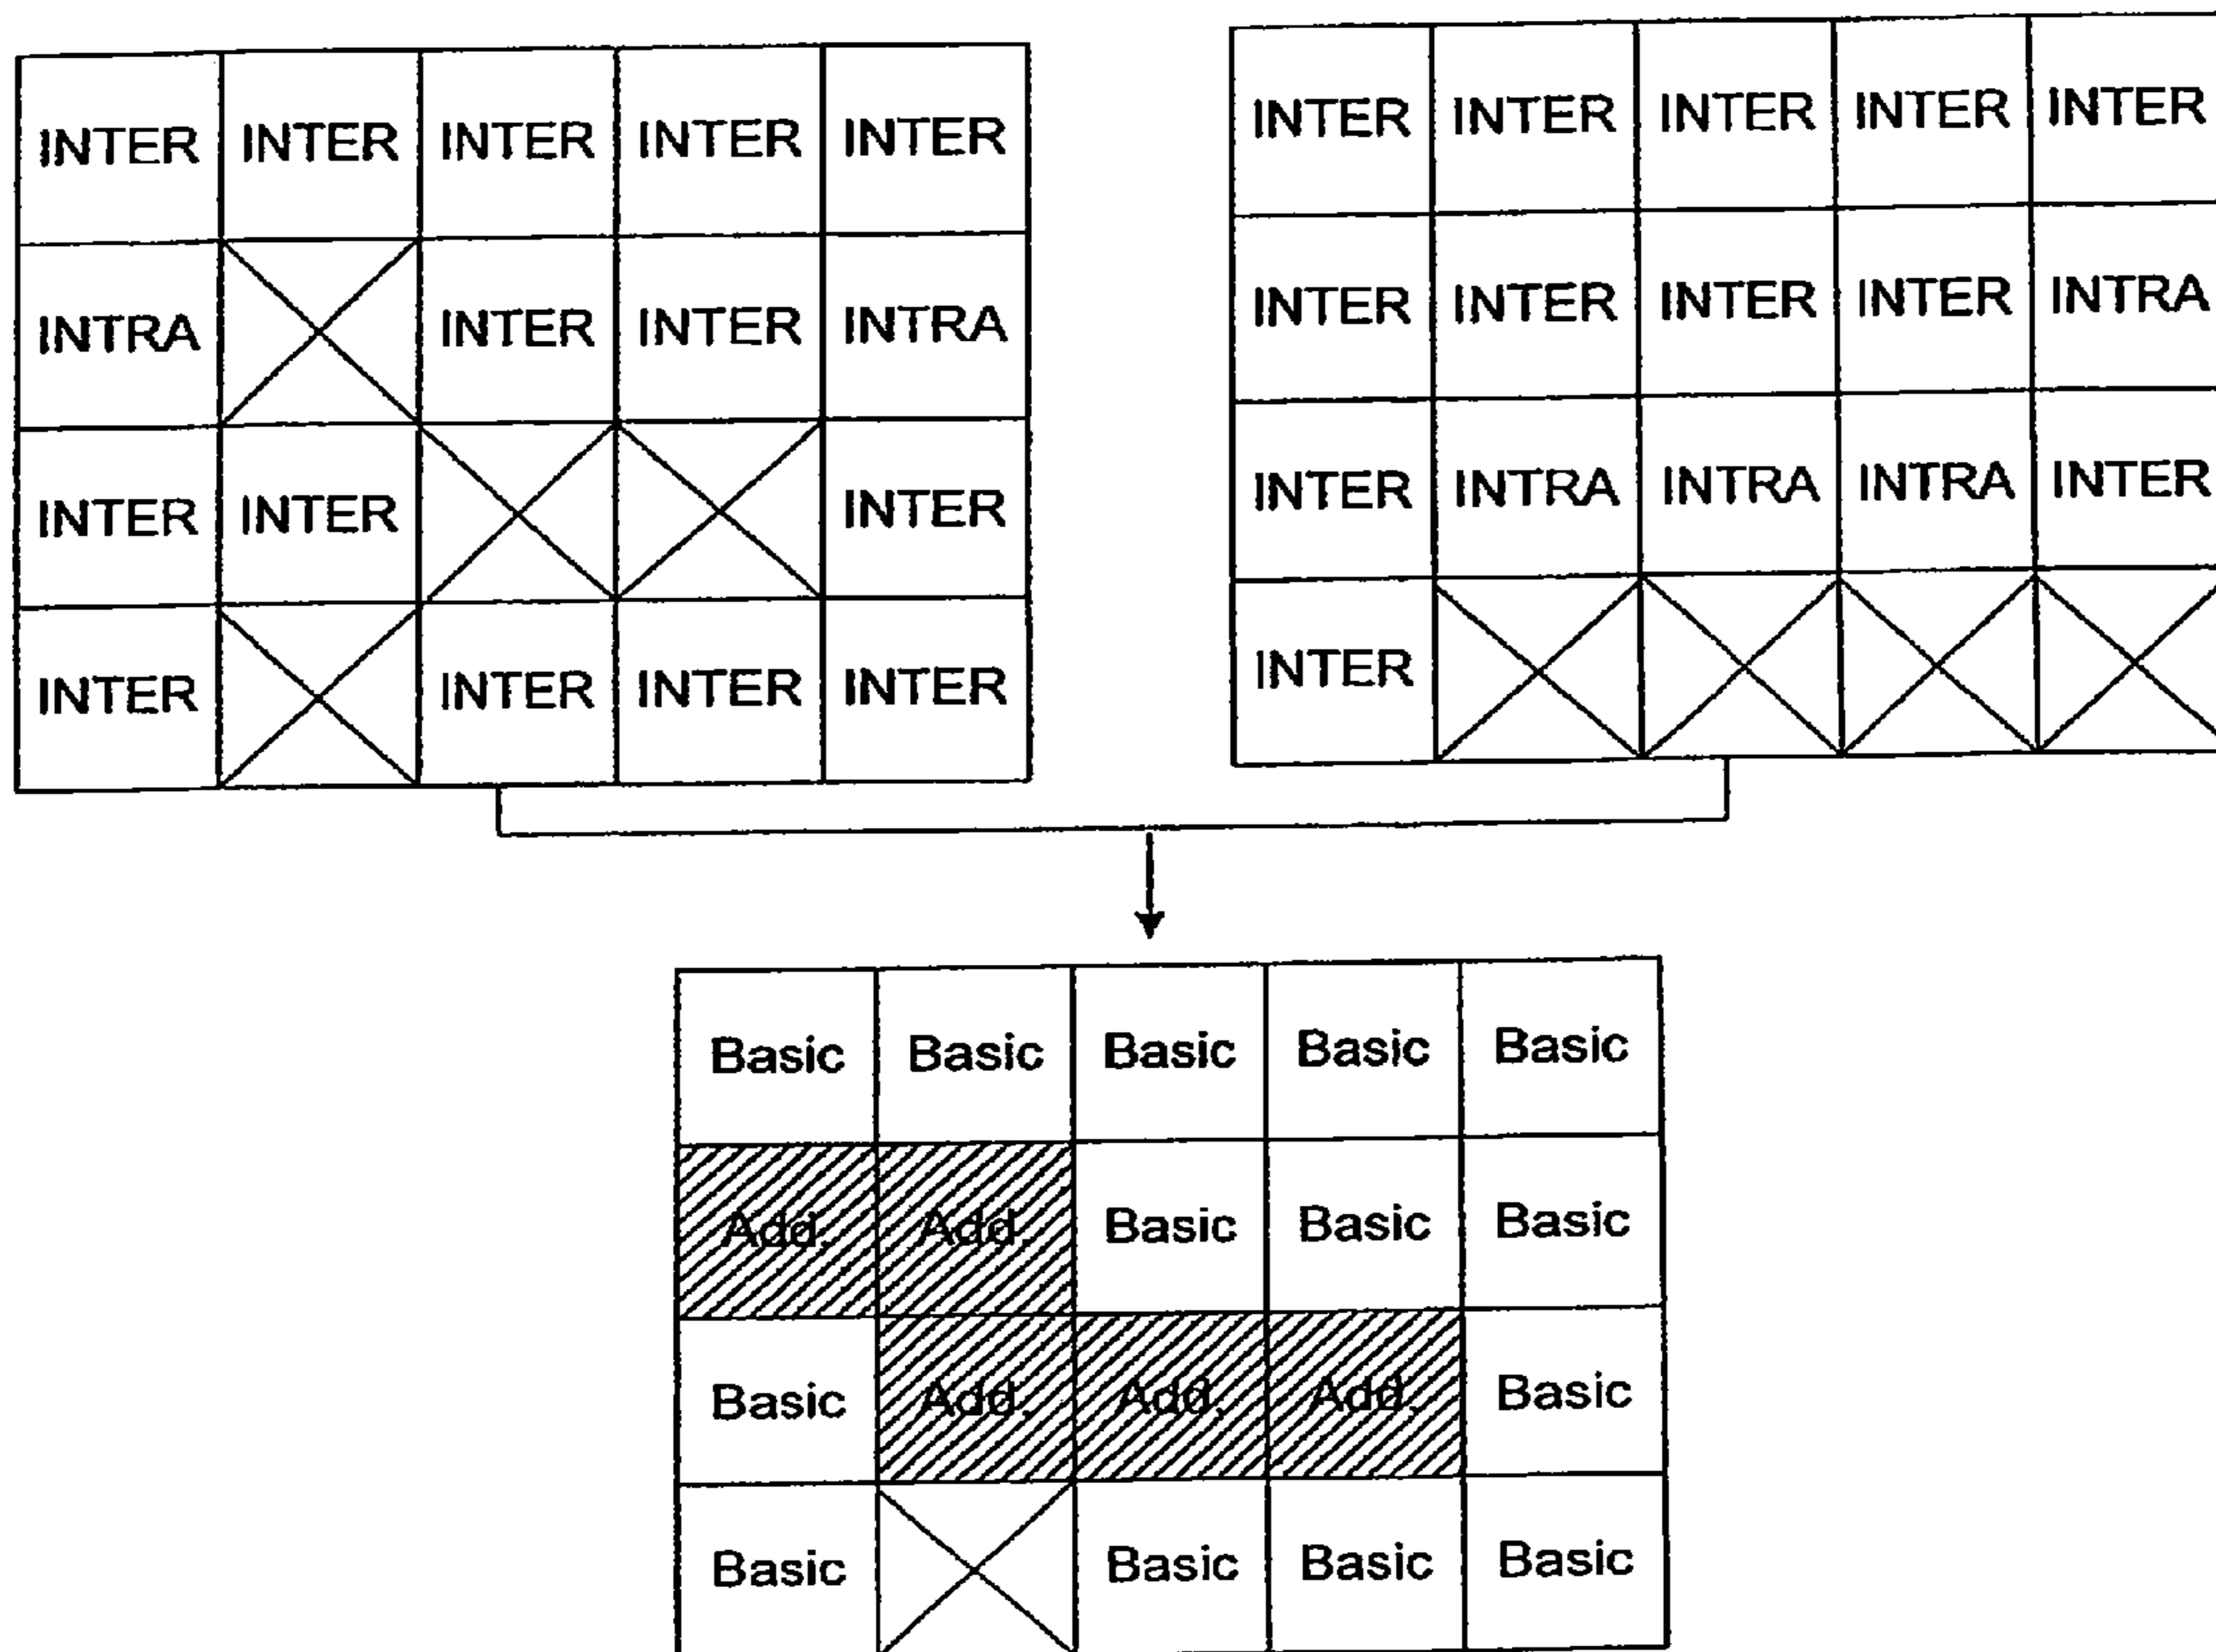 INTER INTER INTER INTER INTER
INTRA INTER INTER INTRA
INTER INTER INTER
INTER INTER INTER INTER
INTER INTER INTER INTER INTER
INTER INTER INTER INTER INTRA
INTER INTRA INTRA INTRA INTER
INTER
Basic Basic Basic Basic Basic
Add. Add. Basic Basic Basic
Basic Add. Add. Add. Basic
Basic Basic Basic Basic